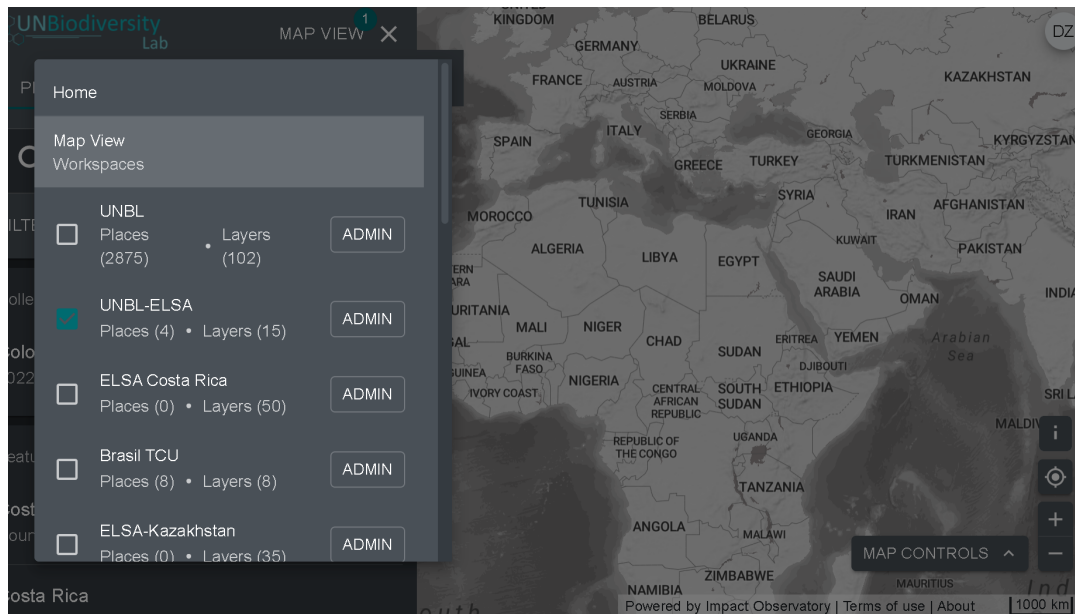 UNBiodiversity
Lab
MAP VIEW
1
DZ
Home
Map View
Workspaces
UNBL
Places (2875) • Layers (102)
ADMIN
UNBL-ELSA
Places (4) • Layers (15)
ADMIN
ELSA Costa Rica
Places (0) • Layers (50)
ADMIN
Brasil TCU
Places (8) • Layers (8)
ADMIN
ELSA-Kazakhstan
Places (0) • Layers (35)
ADMIN
Costa Rica
KINGDOM
BELARUS
GERMANY
UKRAINE
FRANCE
AUSTRIA
MOLDOVA
KAZAKHSTAN
SERBIA
ITALY
SPAIN
GEORGIA
KYRGYZSTAN
GREECE
TURKEY
TURKMENISTAN
SYRIA
TUNISIA
AFGHANISTAN
MOROCCO
IRAN
ALGERIA
LIBYA
EGYPT
KUWAIT
PAKISTAN
SAUDI
ARABIA
OMAN
INDIA
MALI
NIGER
CHAD
SUDAN
ERITREA
YEMEN
Arabian
Sea
BURKINA
FASO
DJIBOUTI
NIGERIA
IVORY COAST
CENTRAL
AFRICAN
REPUBLIC
SOUTH
SUDAN
ETHIOPIA
SRI L
MALDIV
REPUBLIC OF
THE CONGO
UGANDA
TANZANIA
ANGOLA
MALAWI
ZIMBABWE
NAMIBIA
MAURITIUS
MAP CONTROLS
i
+
−
Powered by Impact Observatory | Terms of use | About
1000 km